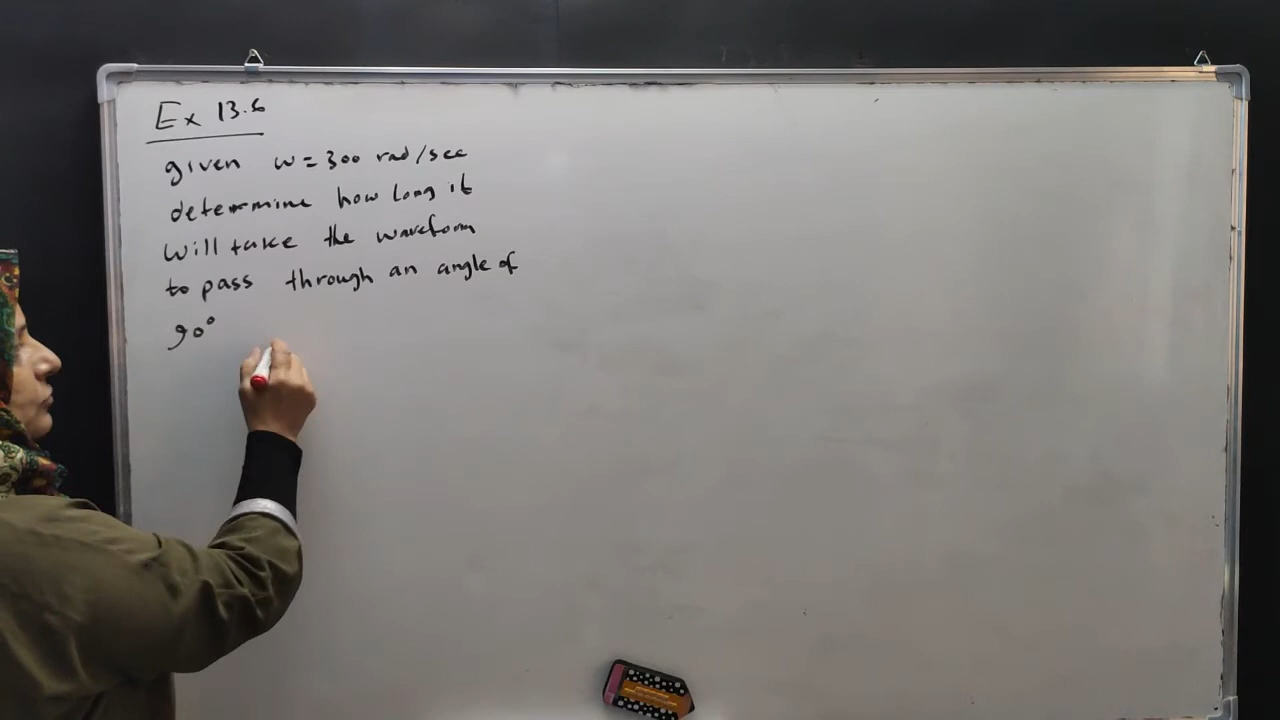 Ex 13.6
given w = 300 rad/sec
determine how long it
will take the waveform
to pass through an angle of
90°